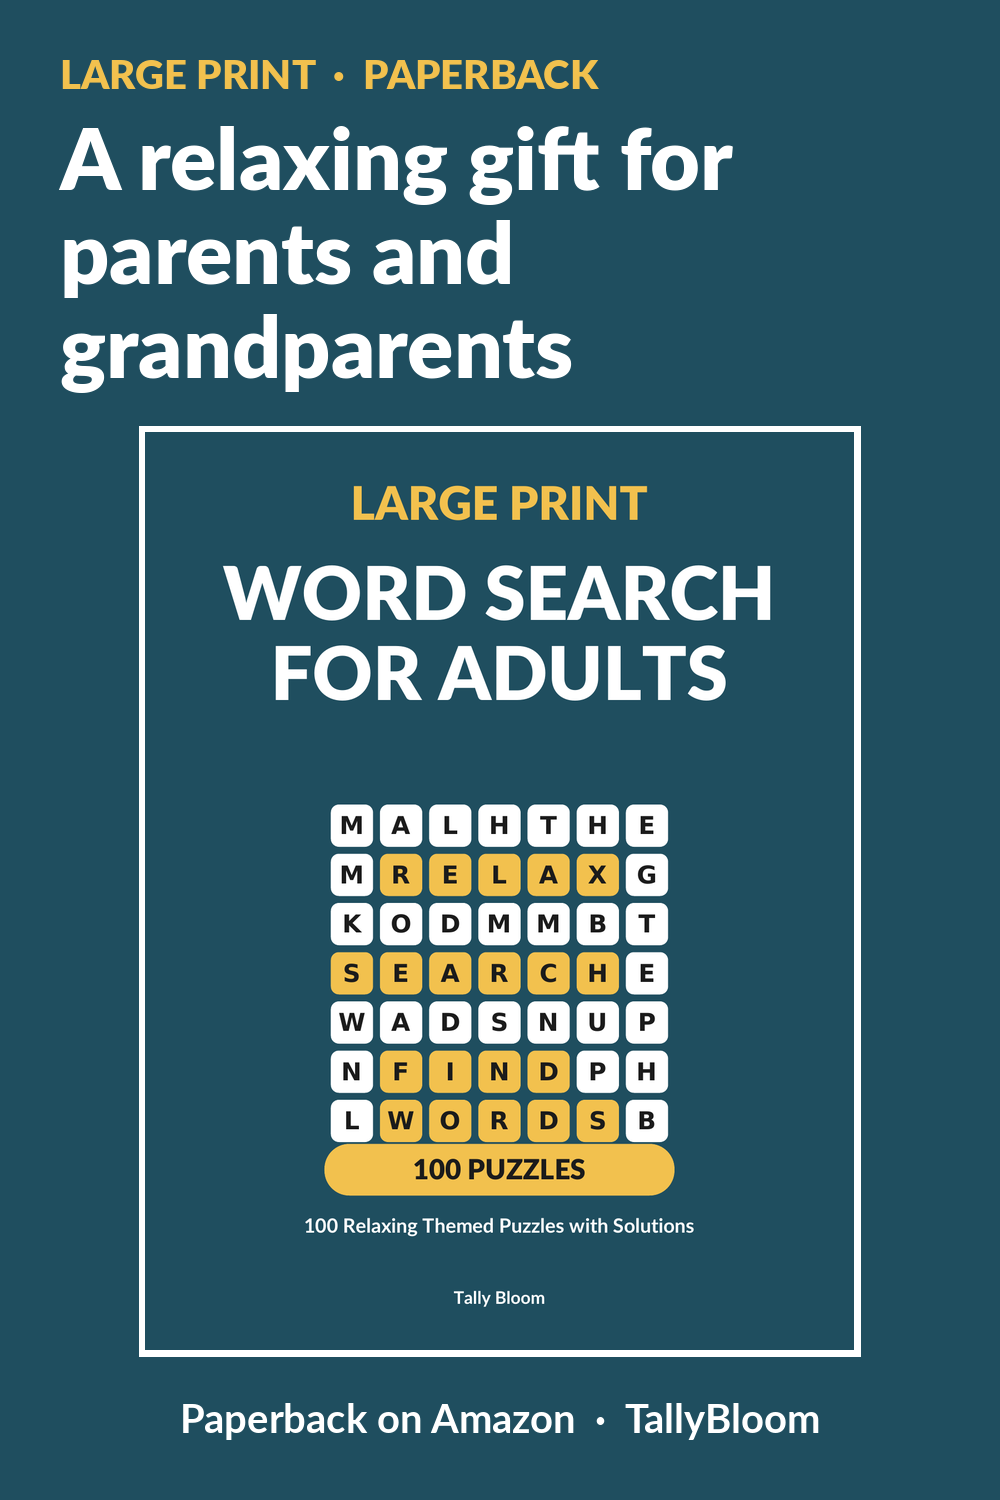 LARGE PRINT · PAPERBACK
A relaxing gift for
parents and
grandparents
LARGE PRINT
WORD SEARCH
FOR ADULTS
M A L H T H E
M R E L A X G
K O D M M B T
S E A R C H E
W A D S N U P
N F I N D P H
L W O R D S B
100 PUZZLES
100 Relaxing Themed Puzzles with Solutions
Tally Bloom
Paperback on Amazon · TallyBloom